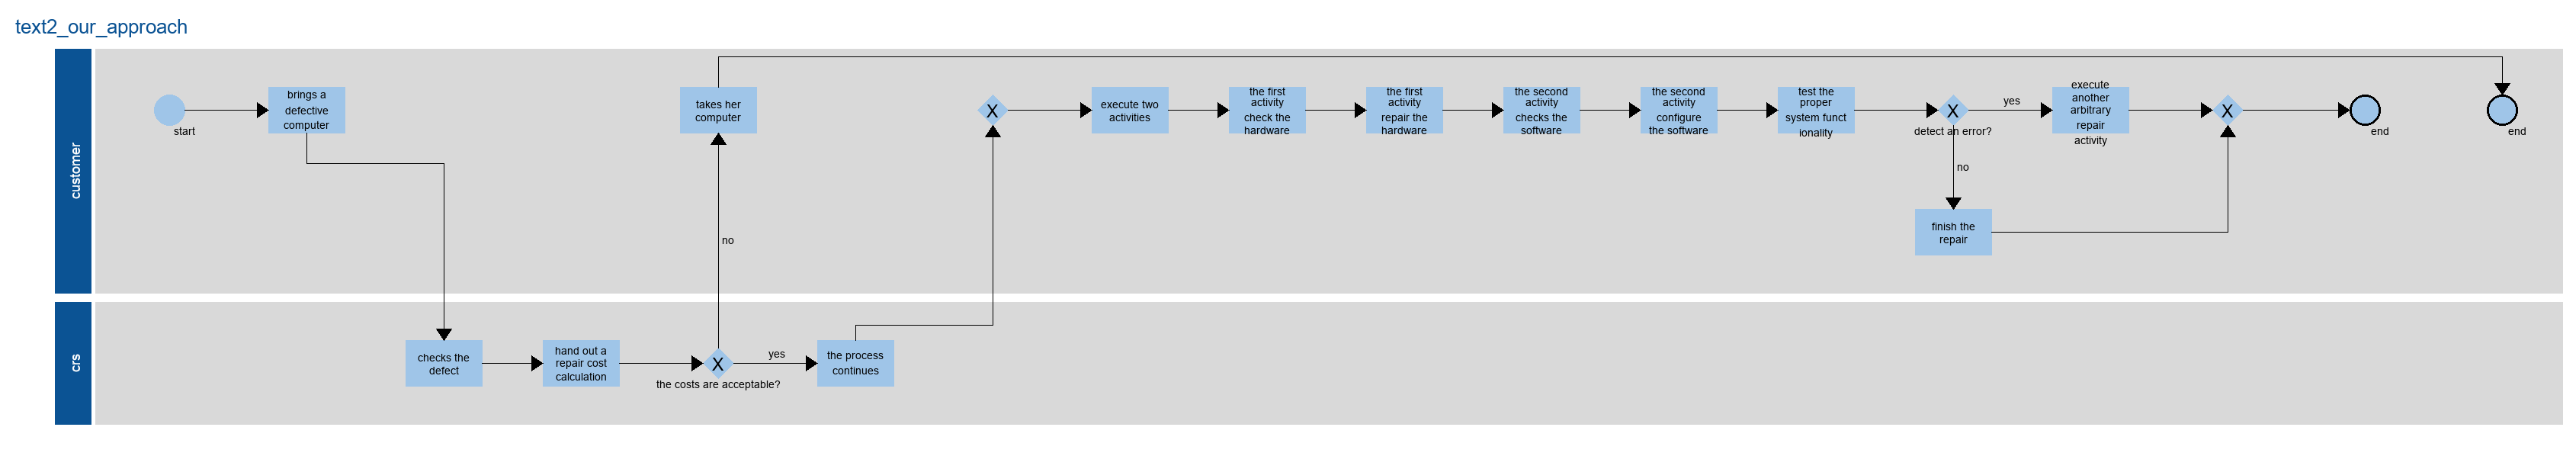 text2_our_approach
customer
start
brings a
defective
computer
takes her
computer
no
X
execute two
activities
the first
activity
check the
hardware
the first
activity
repair the
hardware
the second
activity
checks the
software
the second
activity
configure
the software
test the
proper
system funct
ionality
X
detect an error?
yes
no
execute
another
arbitrary
repair
activity
finish the
repair
X
end
end
crs
checks the
defect
hand out a
repair cost
calculation
X
the costs are acceptable?
yes
the process
continues